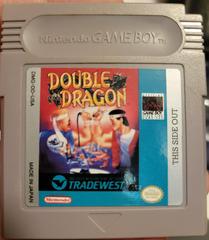 Nintendo GAME BOY
DMG-DD-USA
DOUBLE
DRAGON
THIS SIDE OUT
TRADEWEST
Nintendo
MADE IN JAPAN